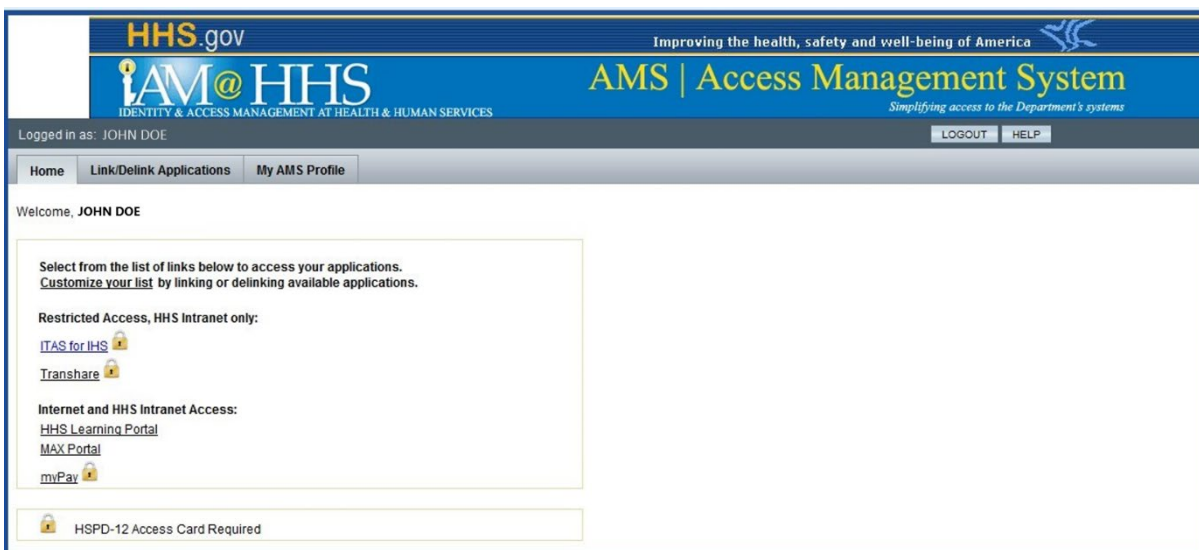 HHS.gov
Improving the health, safety and well-being of America
iAM@HHS
IDENTITY & ACCESS MANAGEMENT AT HEALTH & HUMAN SERVICES
AMS | Access Management System
Simplifying access to the Department's systems
Logged in as: JOHN DOE
LOGOUT HELP
Home Link/Delink Applications My AMS Profile
Welcome, JOHN DOE
Select from the list of links below to access your applications.
Customize your list by linking or delinking available applications.
Restricted Access, HHS Intranet only:
ITAS for IHS
Transhare
Internet and HHS Intranet Access:
HHS Learning Portal
MAX Portal
myPay
HSPD-12 Access Card Required